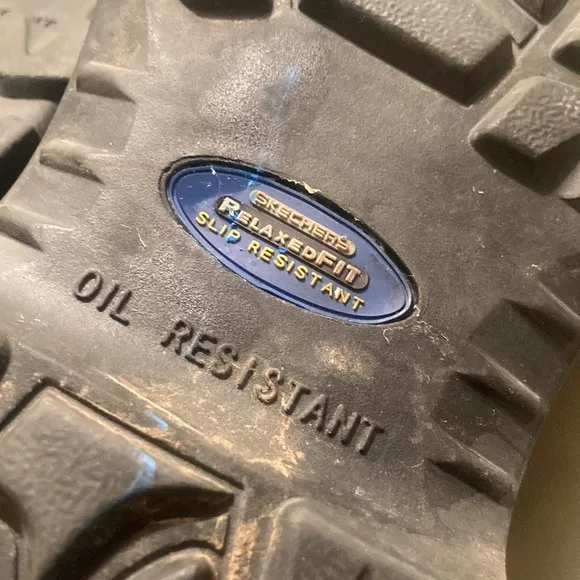 SKECHERS
RELAXED FIT
SLIP RESISTANT
OIL RESISTANT